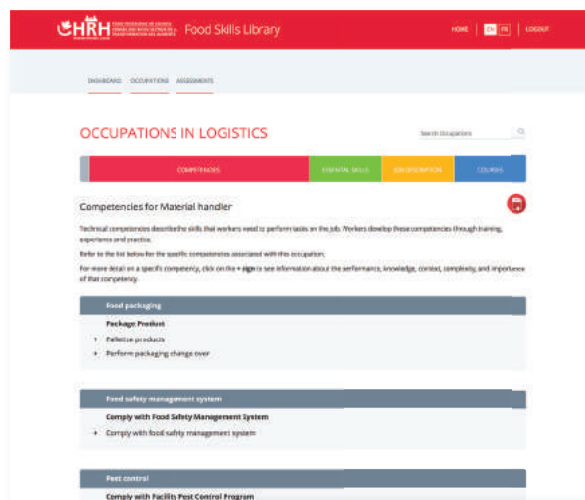 CHRH
FOOD PROCESSING HR COUNCIL
Food Skills Library
HOME
EN
FR
LOGOUT
DASHBOARD
OCCUPATIONS
ASSESSMENTS
OCCUPATIONS IN LOGISTICS
Search Occupations
COMPETENCIES
ESSENTIAL SKILLS
JOB DESCRIPTION
COURSES
Competencies for Material handler
Technical competencies describe the skills that workers need to perform tasks on the job. Workers develop these competencies through training,
experience and practice.
Refer to the list below for the specific competencies associated with this occupation.
For more detail on a specific competency, click on the + sign to see information about the performance, knowledge, context, complexity, and importance
of that competency.
Food packaging
Package Product
+ Palletize products
+ Perform packaging change over
Food safety management system
Comply with Food Safety Management System
+ Comply with food safety management system
Pest control
Comply with Facility Pest Control Program